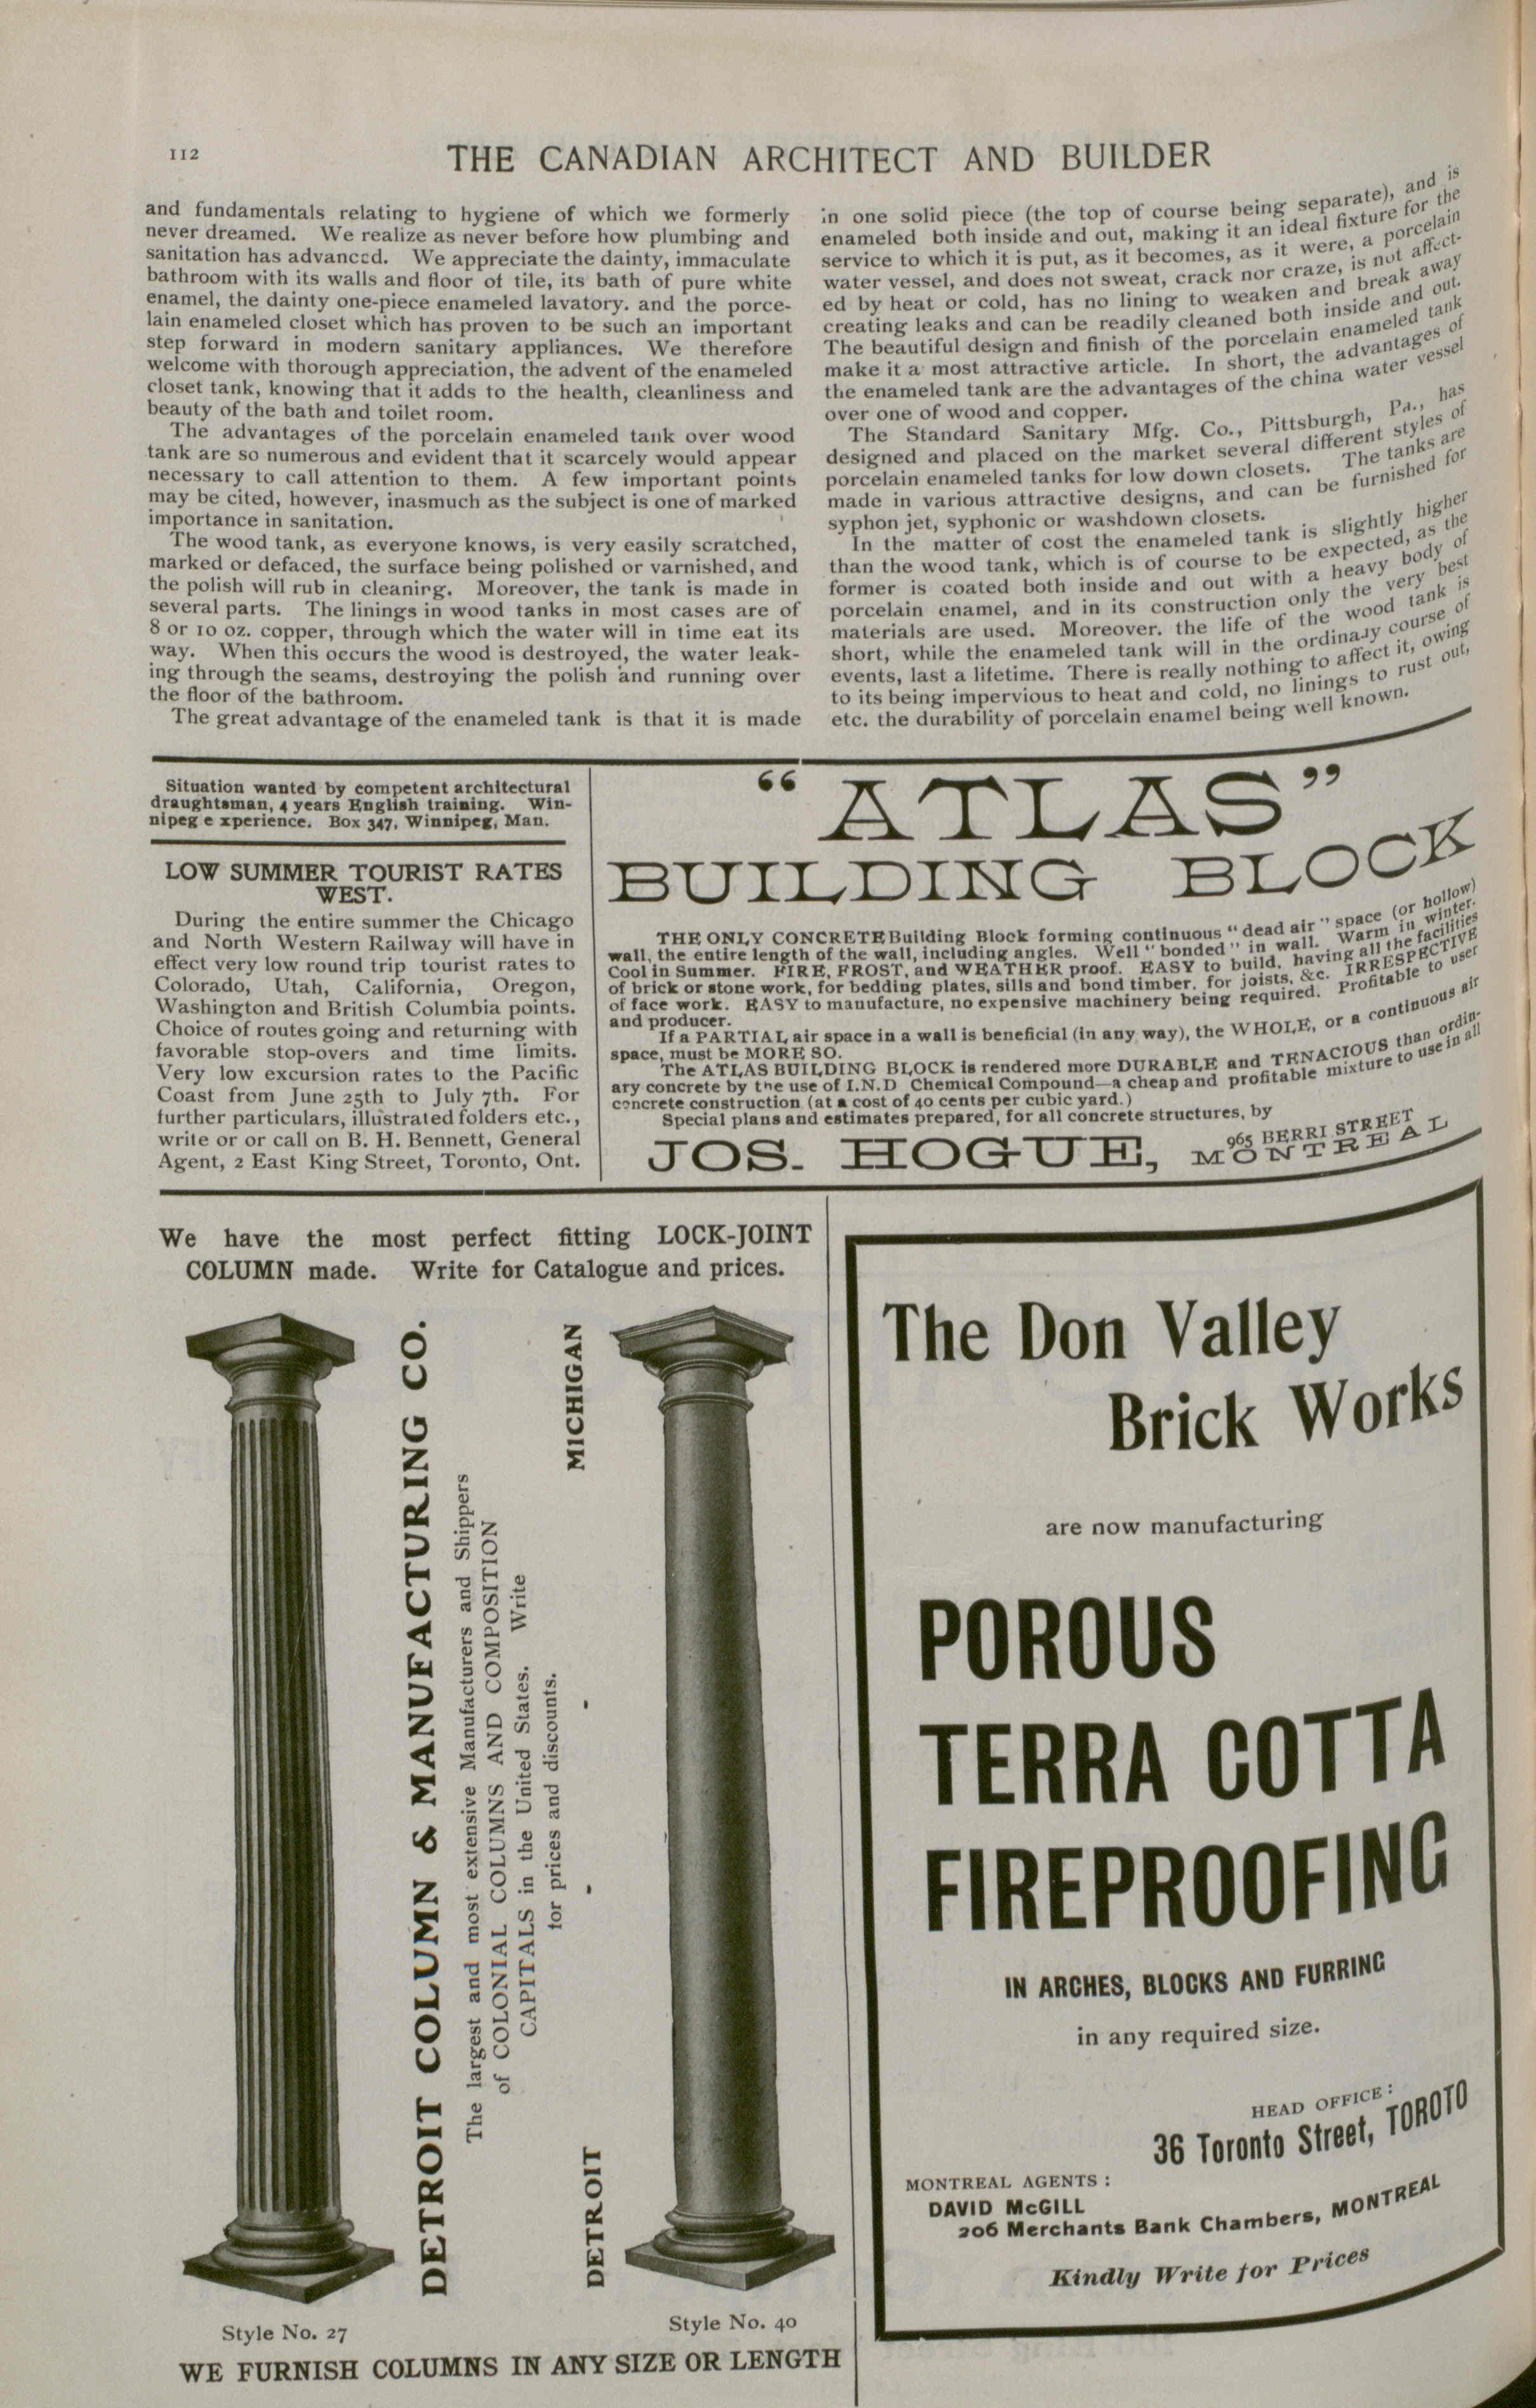 112
THE CANADIAN ARCHITECT AND BUILDER
and fundamentals relating to hygiene of which we formerly
never dreamed. We realize as never before how plumbing and
sanitation has advanced. We appreciate the dainty, immaculate
bathroom with its walls and floor of tile, its bath of pure white
enamel, the dainty one-piece enameled lavatory. and the porce-
lain enameled closet which has proven to be such an important
step forward in modern sanitary appliances. We therefore
welcome with thorough appreciation, the advent of the enameled
closet tank, knowing that it adds to the health, cleanliness and
beauty of the bath and toilet room.
The advantages of the porcelain enameled tank over wood
tank are so numerous and evident that it scarcely would appear
necessary to call attention to them. A few important points
may be cited, however, inasmuch as the subject is one of marked
importance in sanitation.
The wood tank, as everyone knows, is very easily scratched,
marked or defaced, the surface being polished or varnished, and
the polish will rub in cleaning. Moreover, the tank is made in
several parts. The linings in wood tanks in most cases are of
8 or 10 oz. copper, through which the water will in time eat its
way. When this occurs the wood is destroyed, the water leak-
ing through the seams, destroying the polish and running over
the floor of the bathroom.
The great advantage of the enameled tank is that it is made
in one solid piece (the top of course being separate), and is
enameled both inside and out, making it an ideal fixture for the
service to which it is put, as it becomes, as it were, a porcelain
water vessel, and does not sweat, crack nor craze, is not affect-
ed by heat or cold, has no lining to weaken and break away
creating leaks and can be readily cleaned both inside and out.
The beautiful design and finish of the porcelain enameled tank
make it a most attractive article. In short, the advantages of
the enameled tank are the advantages of the china water vessel
over one of wood and copper.
The Standard Sanitary Mfg. Co., Pittsburgh, Pa., has
designed and placed on the market several different styles of
porcelain enameled tanks for low down closets. The tanks are
made in various attractive designs, and can be furnished for
syphon jet, syphonic or washdown closets.
In the matter of cost the enameled tank is slightly higher
than the wood tank, which is of course to be expected, as the
former is coated both inside and out with a heavy body of
porcelain enamel, and in its construction only the very best
materials are used. Moreover. the life of the wood tank is
short, while the enameled tank will in the ordinary course of
events, last a lifetime. There is really nothing to affect it, owing
to its being impervious to heat and cold, no linings to rust out,
etc. the durability of porcelain enamel being well known.
Situation wanted by competent architectural
draughtsman, 4 years English training. Win-
nipeg e xperience. Box 347, Winnipeg, Man.
LOW SUMMER TOURIST RATES
WEST.
During the entire summer the Chicago
and North Western Railway will have in
effect very low round trip tourist rates to
Colorado, Utah, California, Oregon,
Washington and British Columbia points.
Choice of routes going and returning with
favorable stop-overs and time limits.
Very low excursion rates to the Pacific
Coast from June 25th to July 7th. For
further particulars, illustrated folders etc.,
write or or call on B. H. Bennett, General
Agent, 2 East King Street, Toronto, Ont.
“ATLAS”
BUILDING BLOCK
THE ONLY CONCRETE Building Block forming continuous “dead air” space (or hollow)
wall, the entire length of the wall, including angles. Well “bonded” in wall. Warm in winter.
Cool in Summer. FIRE, FROST, and WEATHER proof. EASY to build, having all the facilities
of brick or stone work, for bedding plates, sills and bond timber. for joists, &c. IRRESPECTIVE
of face work. EASY to manufacture, no expensive machinery being required. Profitable to user
and producer.
If a PARTIAL air space in a wall is beneficial (in any way), the WHOLE, or a continuous air
space, must be MORE SO.
The ATLAS BUILDING BLOCK is rendered more DURABLE and TENACIOUS than ordin-
ary concrete by the use of I.N.D Chemical Compound—a cheap and profitable mixture to use in all
concrete construction (at a cost of 40 cents per cubic yard.)
Special plans and estimates prepared, for all concrete structures, by
JOS. HOGUE, 965 BERRI STREET
MONTREAL
We have the most perfect fitting LOCK-JOINT
COLUMN made. Write for Catalogue and prices.
DETROIT COLUMN & MANUFACTURING CO.
The largest and most extensive Manufacturers and Shippers
of COLONIAL COLUMNS AND COMPOSITION
CAPITALS in the United States. Write
for prices and discounts.
DETROIT - - MICHIGAN
Style No. 27
Style No. 40
WE FURNISH COLUMNS IN ANY SIZE OR LENGTH
The Don Valley
Brick Works
are now manufacturing
POROUS
TERRA COTTA
FIREPROOFING
IN ARCHES, BLOCKS AND FURRING
in any required size.
HEAD OFFICE:
36 Toronto Street, TOROTO
MONTREAL AGENTS:
DAVID McGILL
206 Merchants Bank Chambers, MONTREAL
Kindly Write for Prices